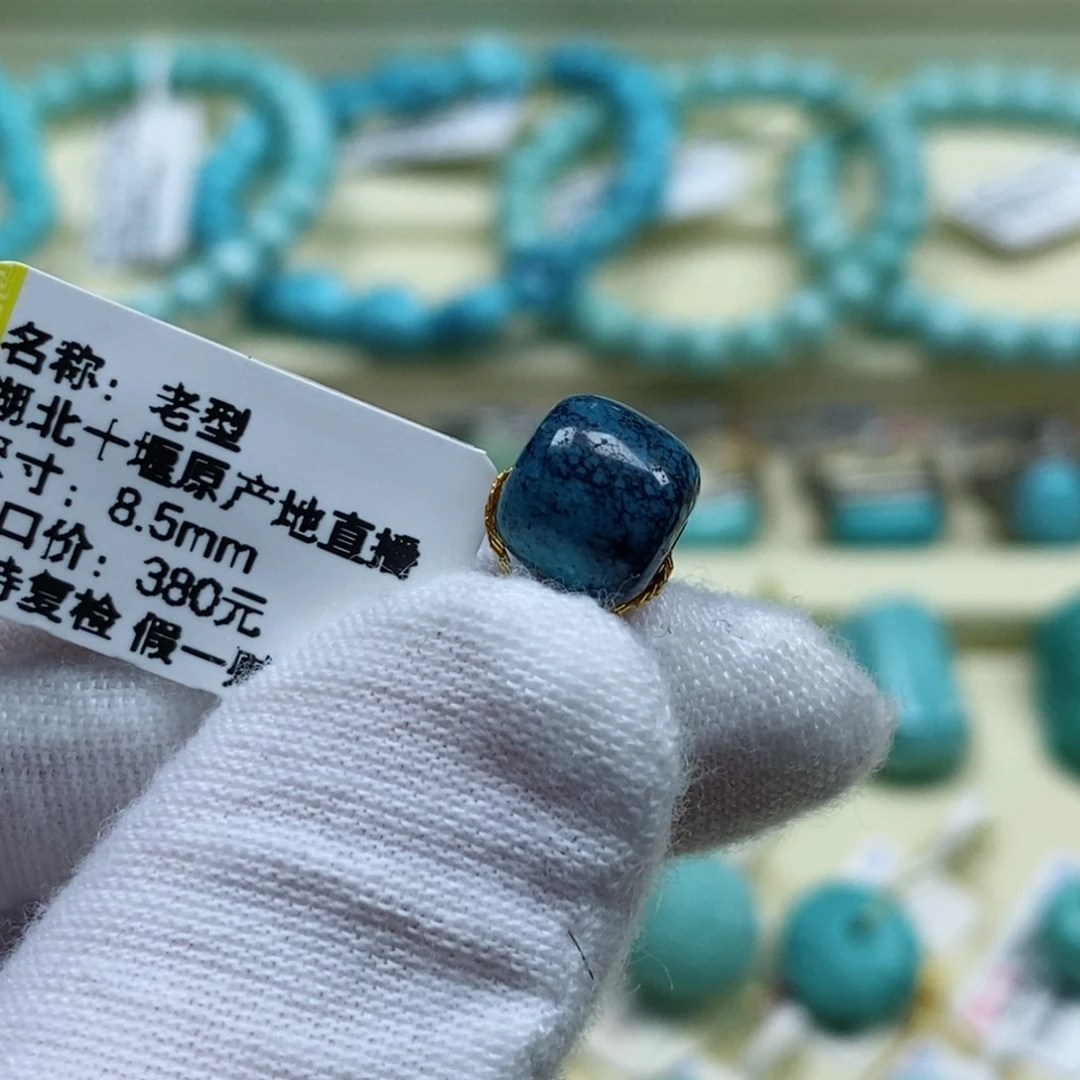 名称：老型
湖北十堰原产地直播
寸：8.5mm
口价：380元
持复检 假一